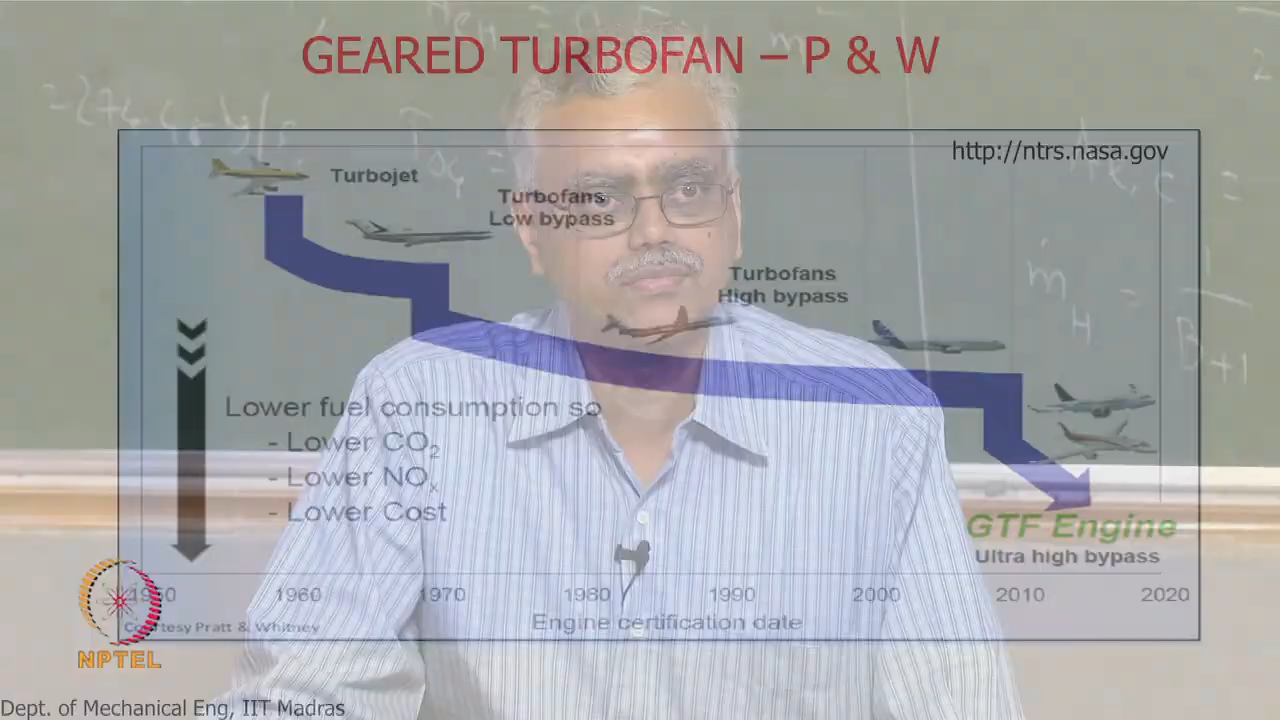 GEARED TURBOFAN – P & W
http://ntrs.nasa.gov
Turbojet
Turbofans
Low bypass
Turbofans
High bypass
Lower fuel consumption so
- Lower CO2
- Lower NOx
- Lower Cost
GTF Engine
Ultra high bypass
1950 1960 1970 1980 1990 2000 2010 2020
Courtesy Pratt & Whitney
Engine certification date
NPTEL
Dept. of Mechanical Eng, IIT Madras